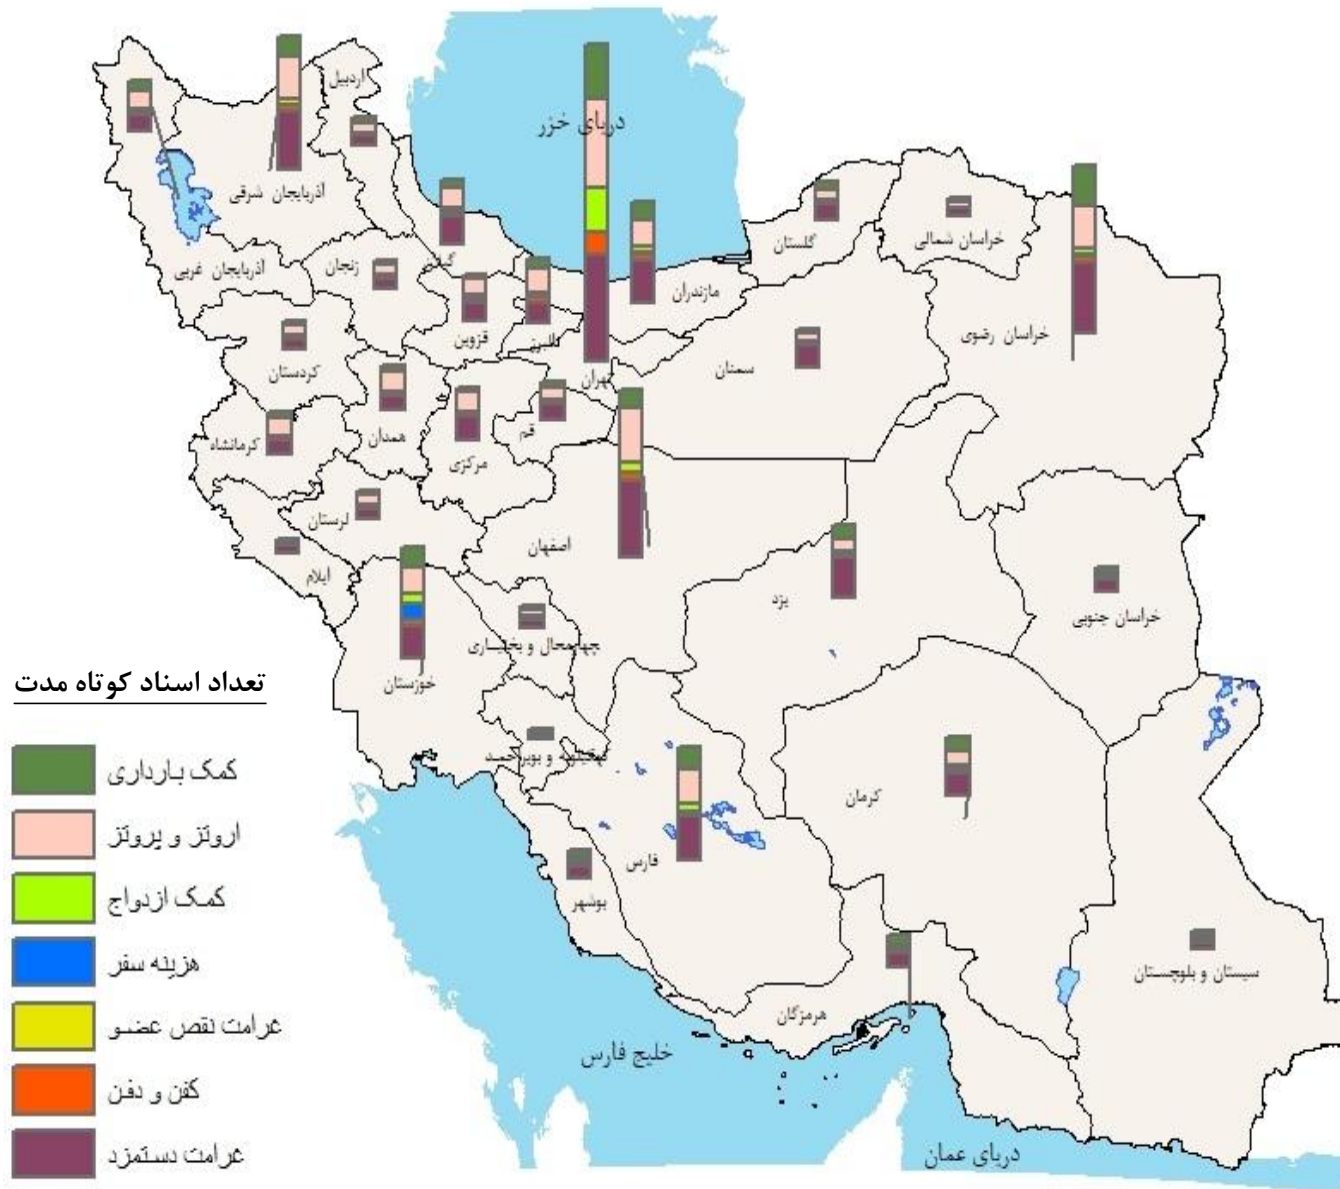 اردبیل
دریای خزر
آذربایجان شرقی
آذربایجان غربی
زنجان
گیلان
مازندران
گلستان
خراسان شمالی
خراسان رضوی
قزوین
البرز
تهران
سمنان
کردستان
همدان
کرمانشاه
مرکزی
قم
لرستان
ایلام
اصفهان
یزد
خراسان جنوبی
چهارمحال و بختیاری
خوزستان
کهگیلویه و بویراحمد
فارس
کرمان
بوشهر
هرمزگان
سیستان و بلوچستان
خلیج فارس
دریای عمان
تعداد اسناد کوتاه مدت
کمک بارداری
اروتز و پروتز
کمک ازدواج
هزینه سفر
غرامت نقص عضو
کفن و دفن
غرامت دستمزد